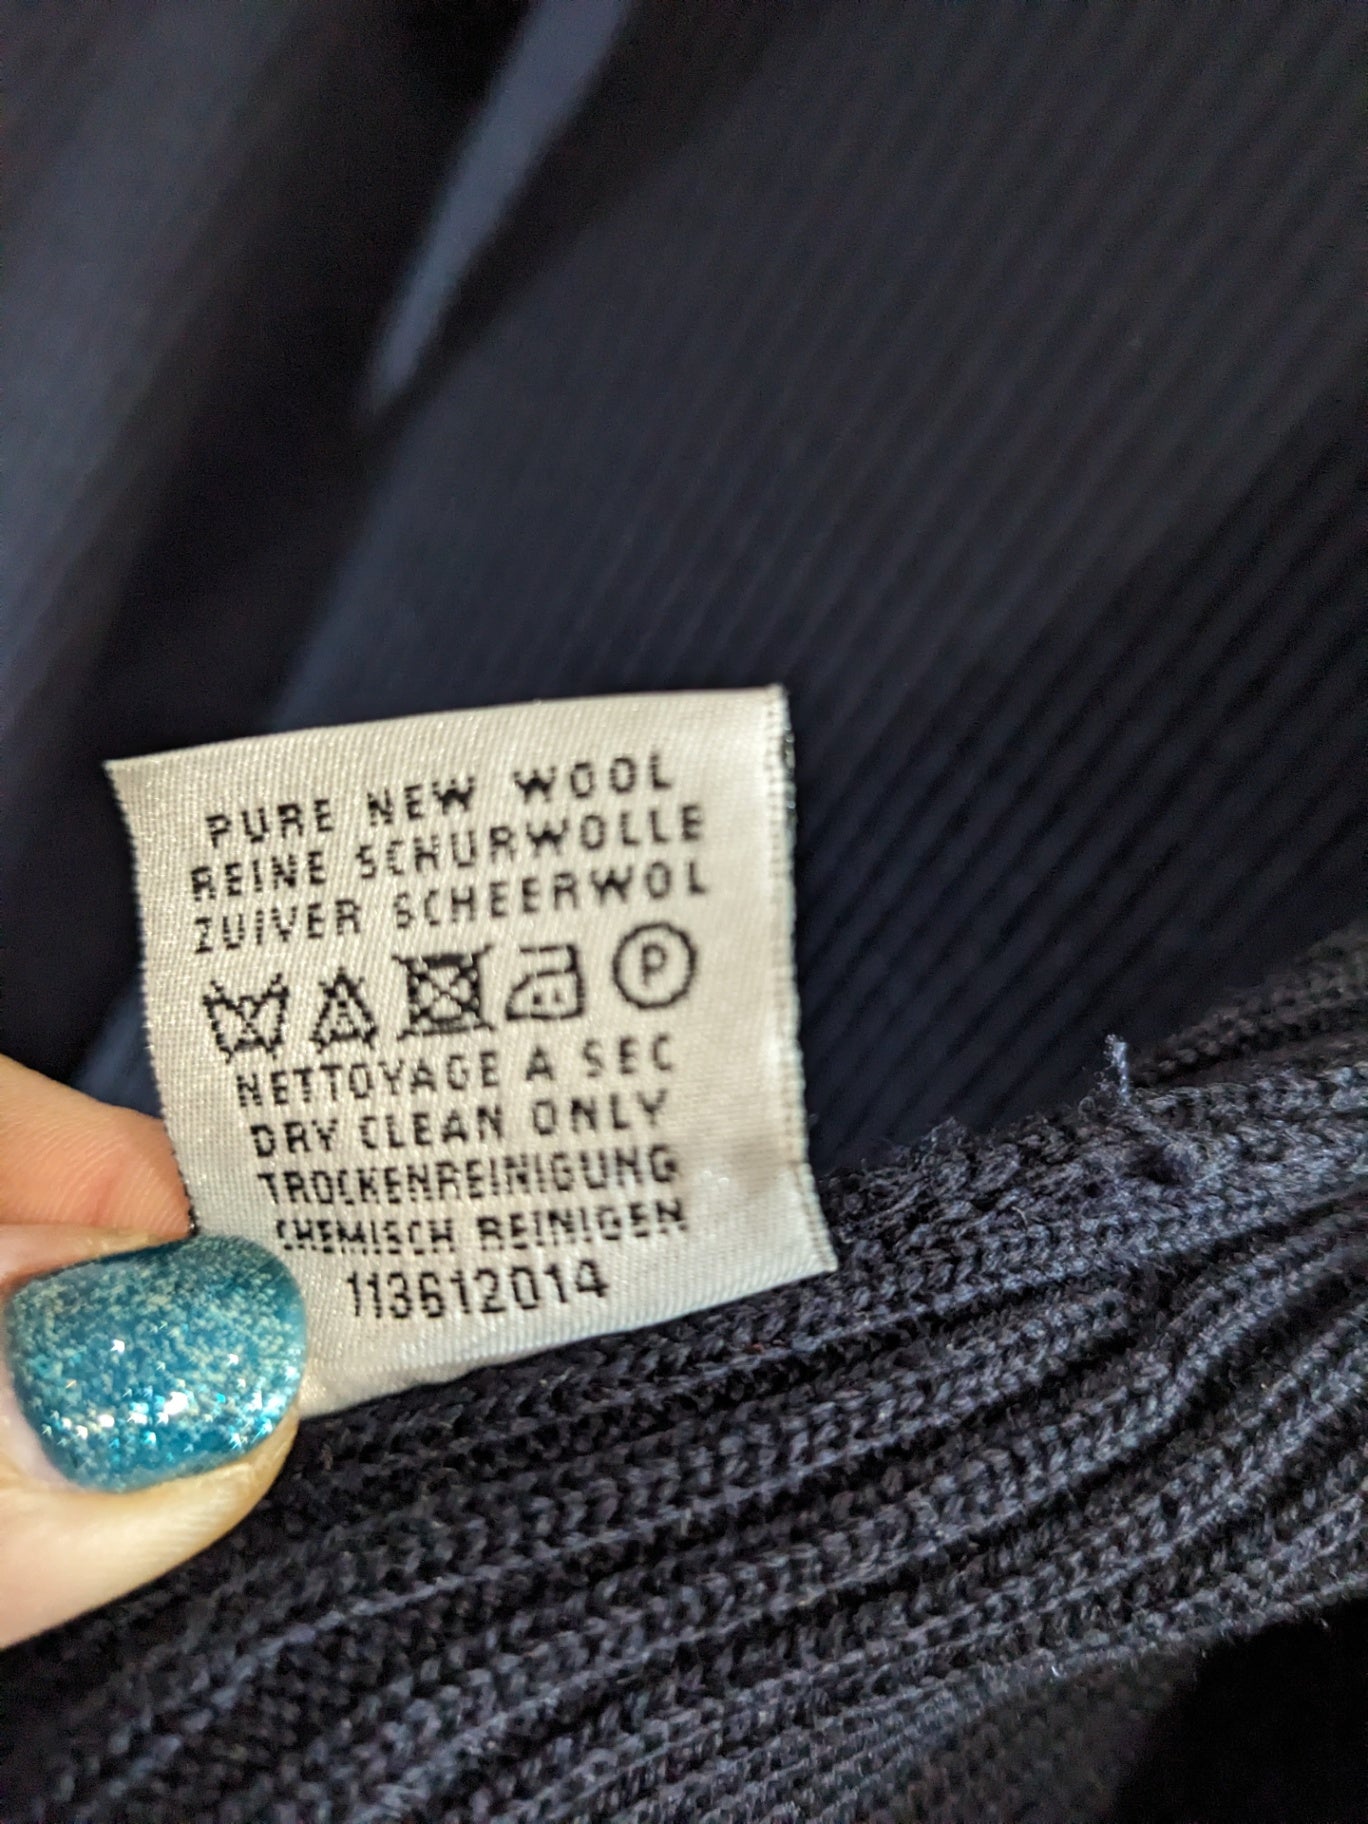 PURE NEW WOOL
REINE SCHURWOLLE
ZUIVER SCHEERWOL
P
NETTOYAGE A SEC
DRY CLEAN ONLY
TROCKENREINIGUNG
CHEMISCH REINIGEN
113612014